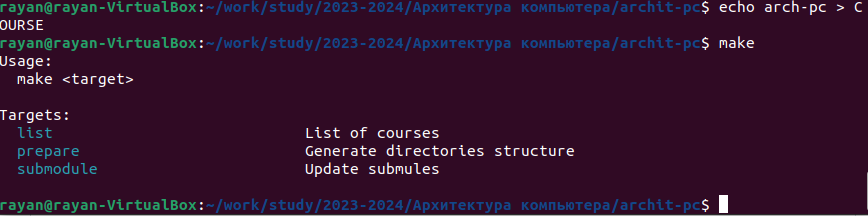 rayan@rayan-VirtualBox:~/work/study/2023-2024/Архитектура компьютера/archit-pc$ echo arch-pc > C
OURSE
rayan@rayan-VirtualBox:~/work/study/2023-2024/Архитектура компьютера/archit-pc$ make
Usage:
  make <target>

Targets:
  list                            List of courses
  prepare                         Generate directories structure
  submodule                       Update submules

rayan@rayan-VirtualBox:~/work/study/2023-2024/Архитектура компьютера/archit-pc$